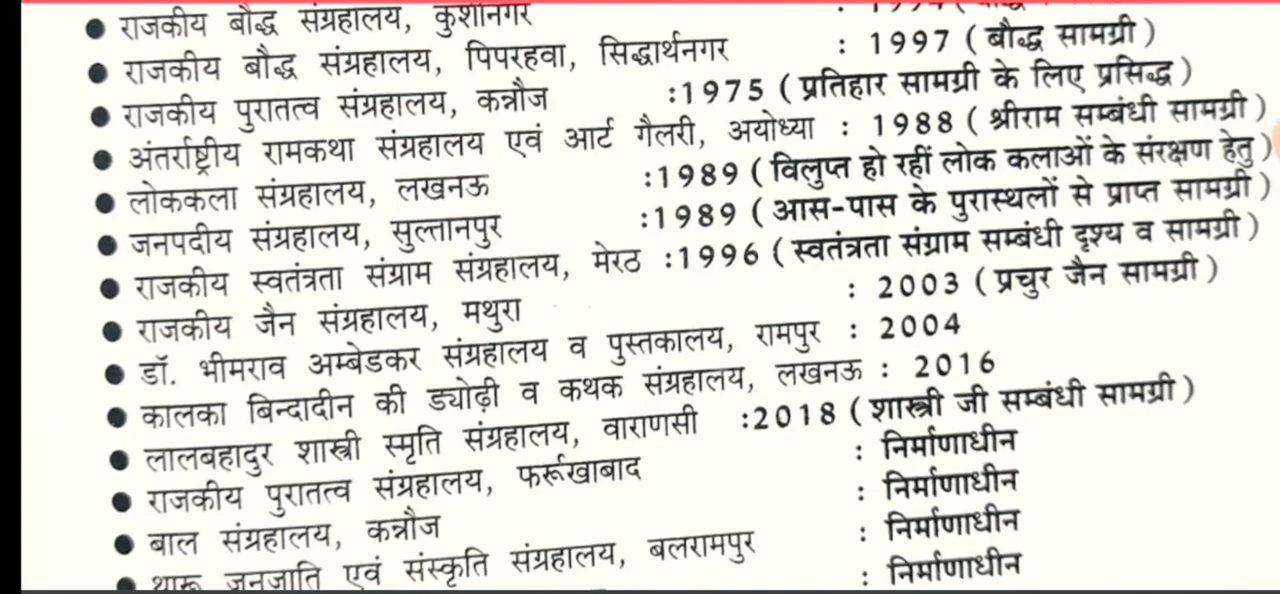 राजकीय बौद्ध संग्रहालय, कुशीनगर
राजकीय बौद्ध संग्रहालय, पिपरहवा, सिद्धार्थनगर : 1997 ( बौद्ध सामग्री )
राजकीय पुरातत्व संग्रहालय, कन्नौज :1975 ( प्रतिहार सामग्री के लिए प्रसिद्ध )
अंतर्राष्ट्रीय रामकथा संग्रहालय एवं आर्ट गैलरी, अयोध्या : 1988 ( श्रीराम सम्बंधी सामग्री )
लोककला संग्रहालय, लखनऊ :1989 ( विलुप्त हो रहीं लोक कलाओं के संरक्षण हेतु )
जनपदीय संग्रहालय, सुल्तानपुर :1989 ( आस-पास के पुरास्थलों से प्राप्त सामग्री )
राजकीय स्वतंत्रता संग्राम संग्रहालय, मेरठ :1996 ( स्वतंत्रता संग्राम सम्बंधी दृश्य व सामग्री )
राजकीय जैन संग्रहालय, मथुरा : 2003 ( प्रचुर जैन सामग्री )
डॉ. भीमराव अम्बेडकर संग्रहालय व पुस्तकालय, रामपुर : 2004
कालका बिन्दादीन की ड्योढ़ी व कथक संग्रहालय, लखनऊ : 2016
लालबहादुर शास्त्री स्मृति संग्रहालय, वाराणसी :2018 ( शास्त्री जी सम्बंधी सामग्री )
राजकीय पुरातत्व संग्रहालय, फर्रूखाबाद : निर्माणाधीन
बाल संग्रहालय, कन्नौज : निर्माणाधीन
थारू जनजाति एवं संस्कृति संग्रहालय, बलरामपुर : निर्माणाधीन
: निर्माणाधीन